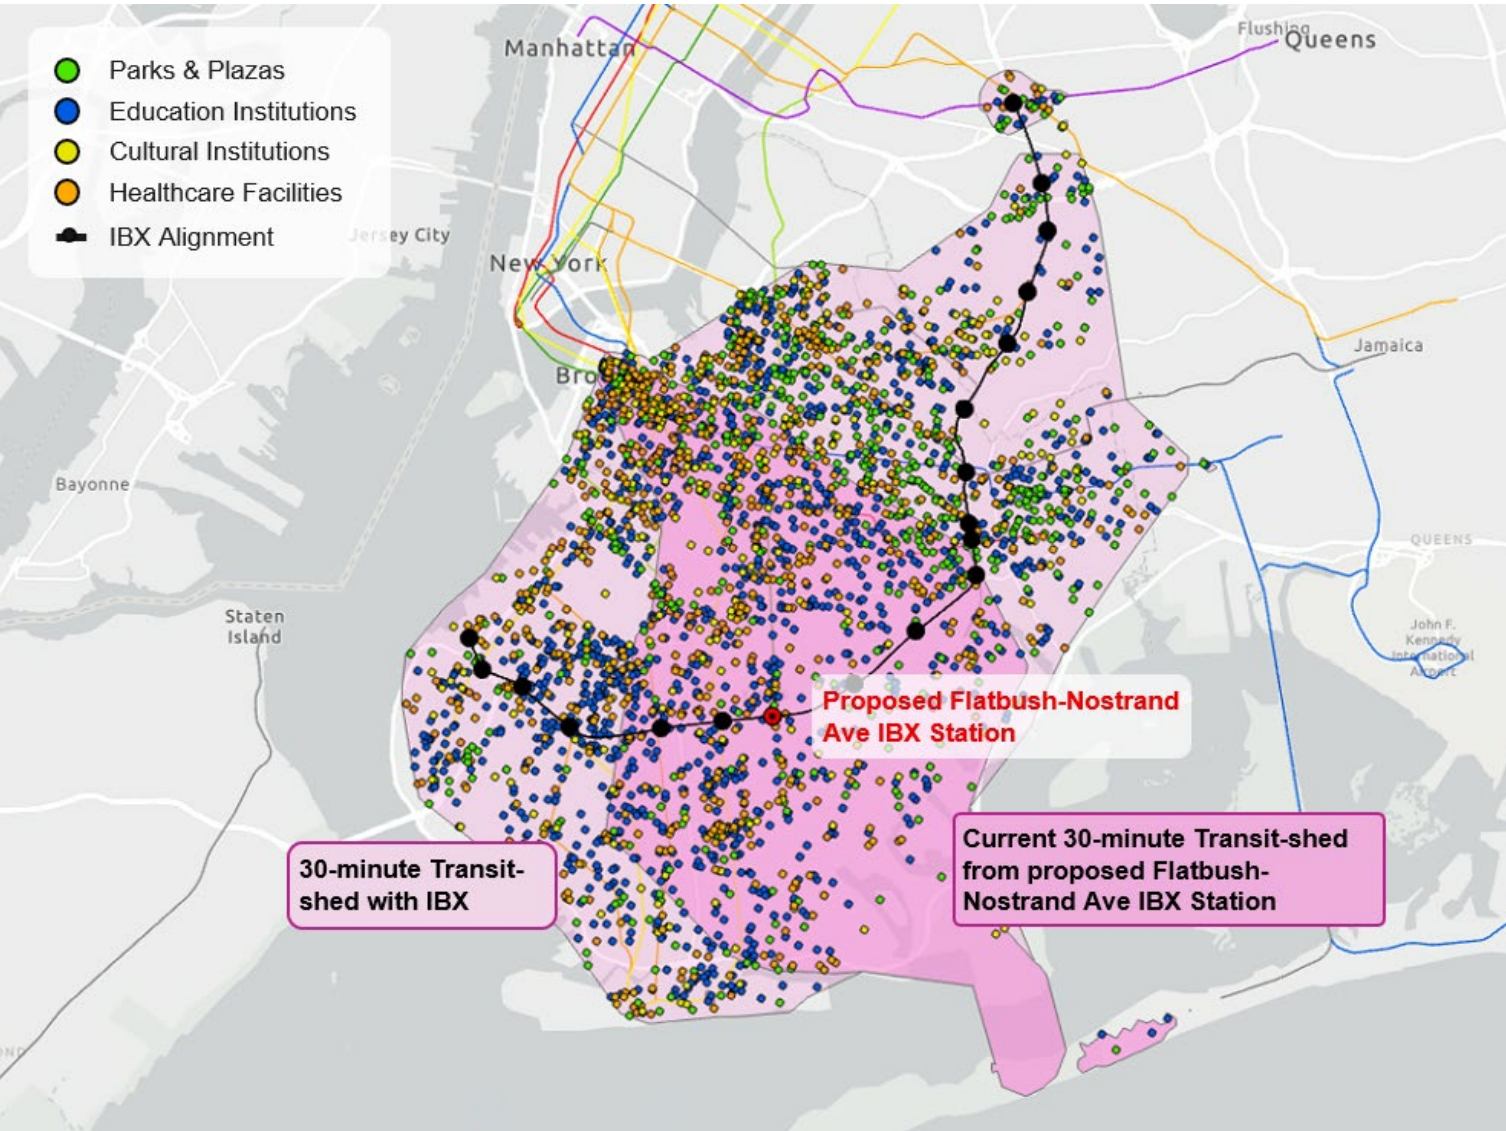 Parks & Plazas
Education Institutions
Cultural Institutions
Healthcare Facilities
IBX Alignment
Manhattan
Flushing
Queens
Jersey City
New York
Jamaica
Bayonne
QUEENS
Staten
Island
John F.
Kennedy
International
Airport
Proposed Flatbush-Nostrand
Ave IBX Station
30-minute Transit-
shed with IBX
Current 30-minute Transit-shed
from proposed Flatbush-
Nostrand Ave IBX Station